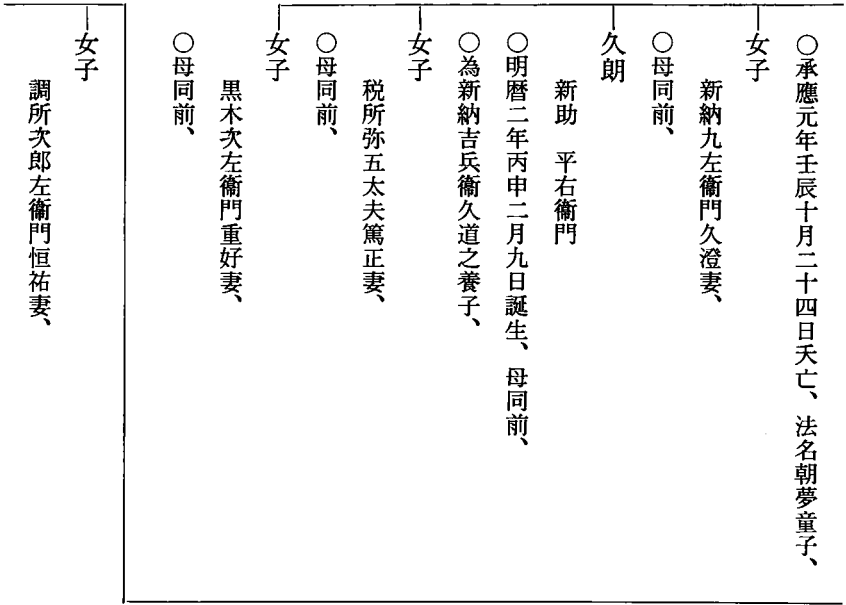 ○承應元年壬辰十月二十四日夭亡、法名朝夢童子、
女子
新納九左衞門久澄妻、
○母同前、
久朗
新助　平右衞門
○明暦二年丙申二月九日誕生、母同前、
○為新納吉兵衞久道之養子、
女子
税所弥五太夫篤正妻、
○母同前、
女子
黒木次左衞門重好妻、
○母同前、
女子
調所次郎左衞門恒祐妻、